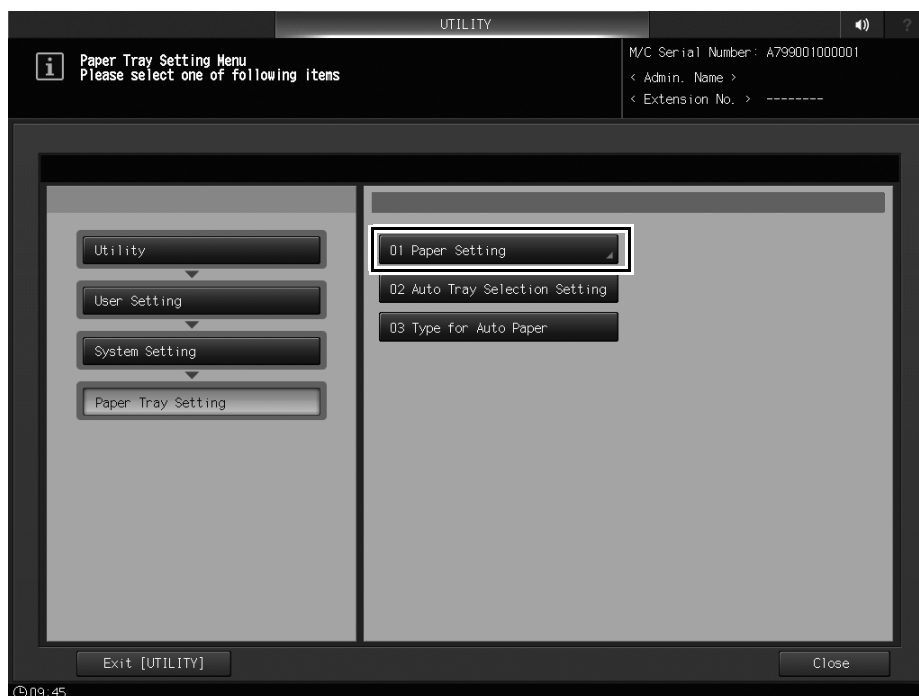 UTILITY
?
i
Paper Tray Setting Menu
Please select one of following items
M/C Serial Number: A799001000001
< Admin. Name >
< Extension No. > --------
Utility
User Setting
System Setting
Paper Tray Setting
01 Paper Setting
02 Auto Tray Selection Setting
03 Type for Auto Paper
Exit [UTILITY]
Close
09:45